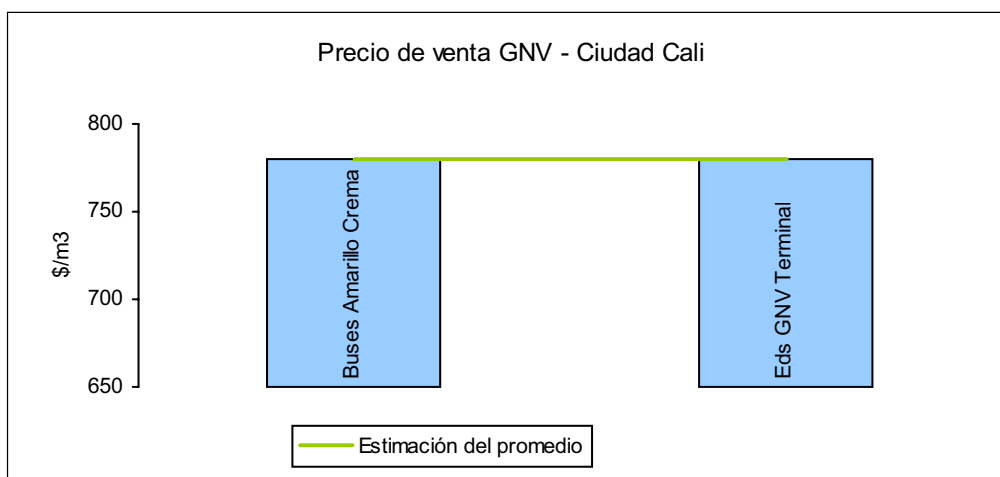 Precio de venta GNV - Ciudad Cali
800
750
700
650
$/m3
Buses Amarillo Crema
Eds GNV Terminal
Estimación del promedio